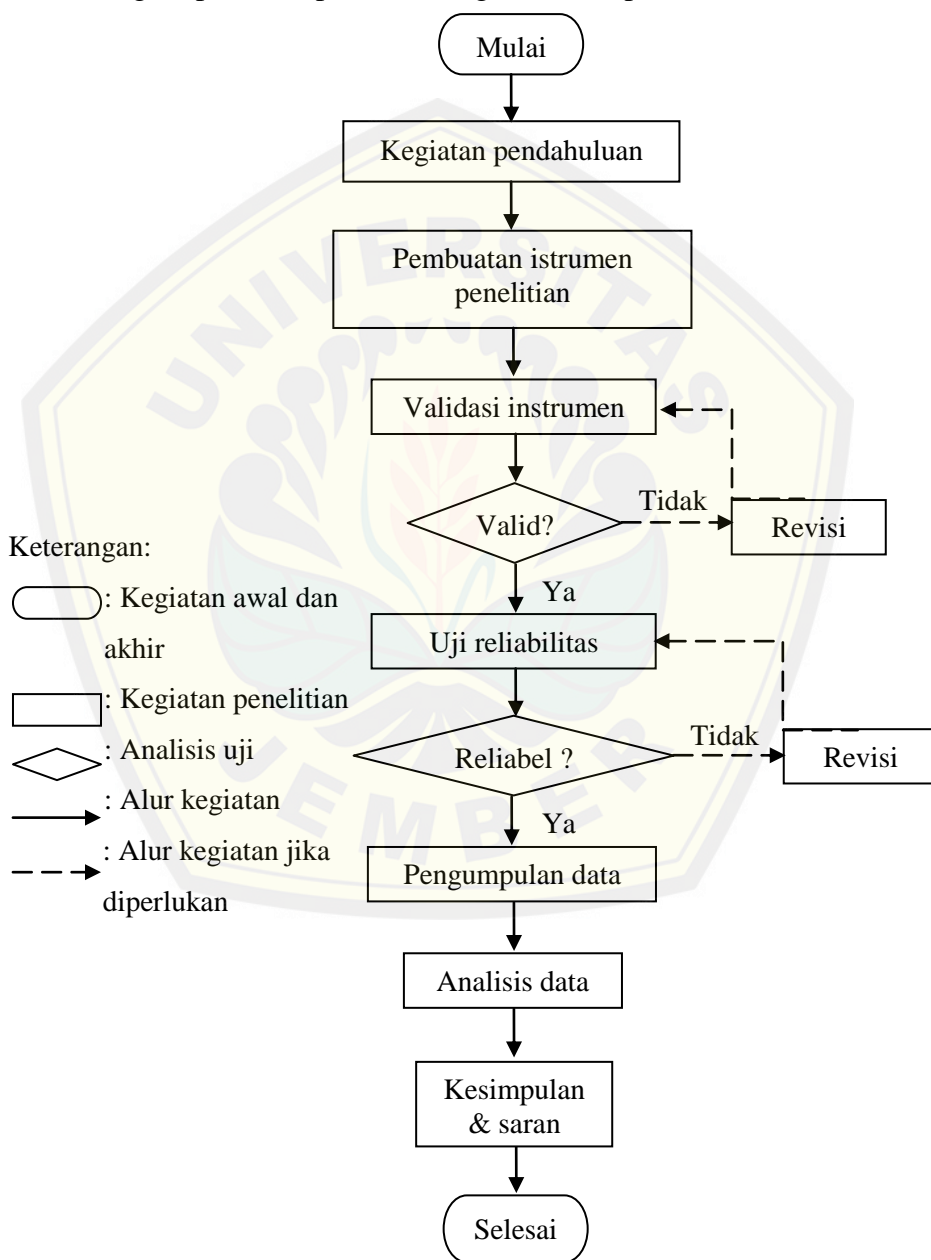 Mulai
Kegiatan pendahuluan
Pembuatan istrumen
penelitian
Validasi instrumen
Valid?
Tidak
Revisi
Ya
Uji reliabilitas
Reliabel ?
Tidak
Revisi
Ya
Pengumpulan data
Analisis data
Kesimpulan
& saran
Selesai
Keterangan:
: Kegiatan awal dan
akhir
: Kegiatan penelitian
: Analisis uji
: Alur kegiatan
: Alur kegiatan jika
diperlukan
UNIVERSITAS
JEMBER